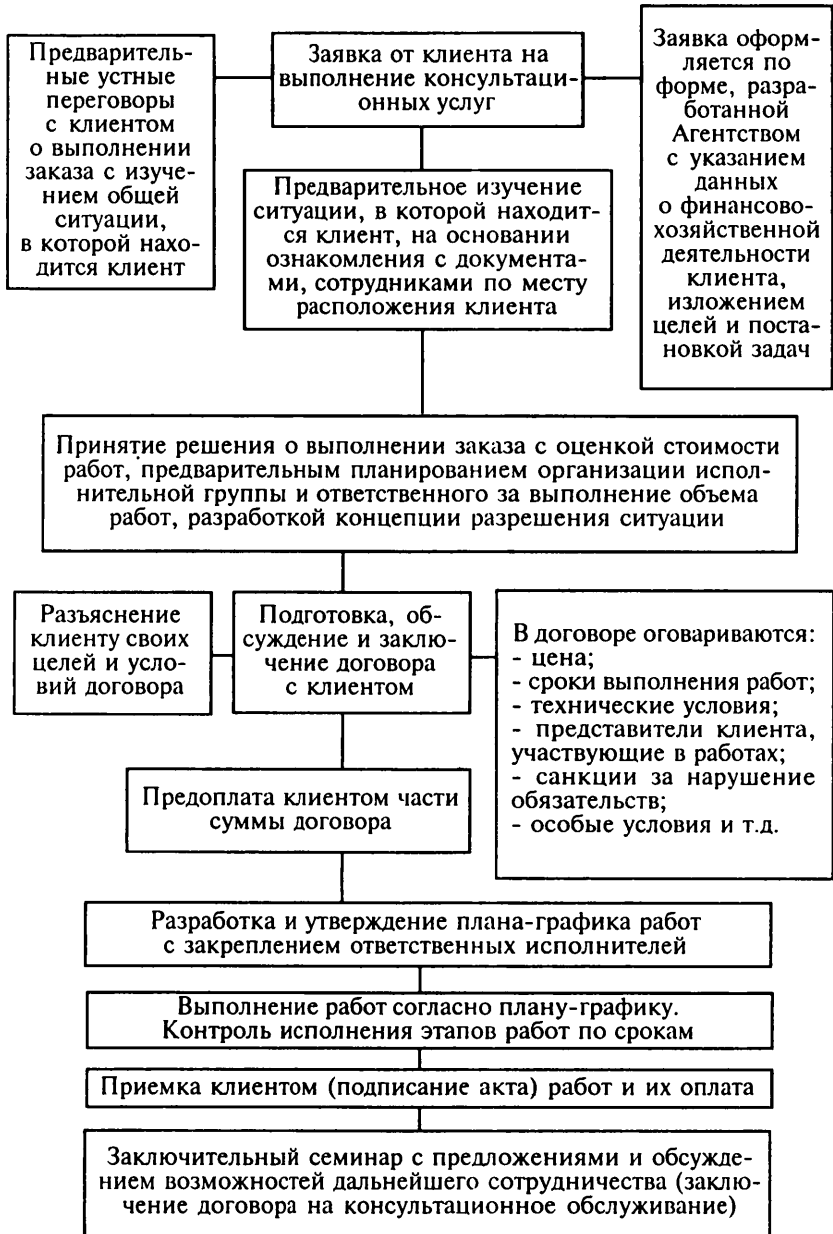 Предваритель-
ные устные
переговоры
с клиентом
о выполнении
заказа с изуче-
нием общей
ситуации,
в которой нахо-
дится клиент
Заявка от клиента на
выполнение консультаци-
онных услуг
Заявка оформ-
ляется по
форме, разра-
ботанной
Агентством
с указанием
данных
о финансово-
хозяйственной
деятельности
клиента,
изложением
целей и поста-
новкой задач
Предварительное изучение
ситуации, в которой находит-
ся клиент, на основании
ознакомления с документа-
ми, сотрудниками по месту
расположения клиента
Принятие решения о выполнении заказа с оценкой стоимости
работ, предварительным планированием организации испол-
нительной группы и ответственного за выполнение объема
работ, разработкой концепции разрешения ситуации
Разъяснение
клиенту своих
целей и усло-
вий договора
Подготовка, об-
суждение и заклю-
чение договора
с клиентом
В договоре оговариваются:
- цена;
- сроки выполнения работ;
- технические условия;
- представители клиента,
участвующие в работах;
- санкции за нарушение
обязательств;
- особые условия и т.д.
Предоплата клиентом части
суммы договора
Разработка и утверждение плана-графика работ
с закреплением ответственных исполнителей
Выполнение работ согласно плану-графику.
Контроль исполнения этапов работ по срокам
Приемка клиентом (подписание акта) работ и их оплата
Заключительный семинар с предложениями и обсужде-
нием возможностей дальнейшего сотрудничества (заклю-
чение договора на консультационное обслуживание)